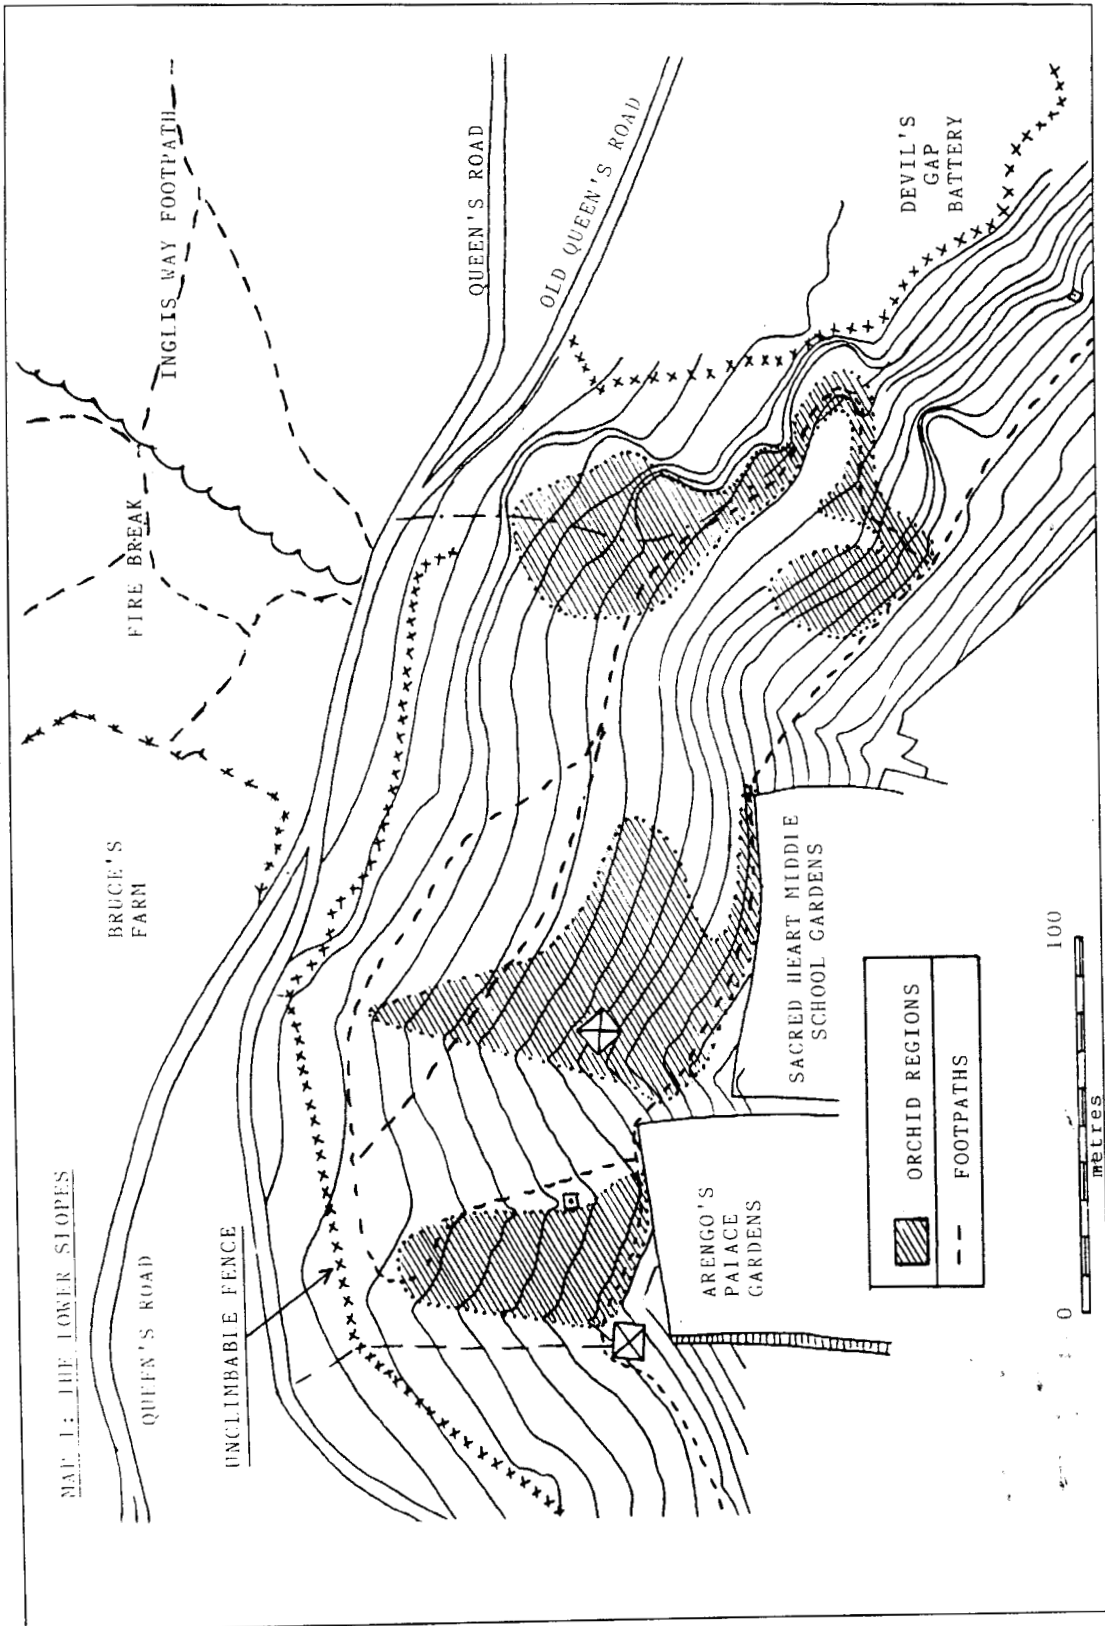 MAP 1: THE LOWER SLOPES
QUEEN'S ROAD
UNCLIMBABLE FENCE
BRUCE'S
FARM
FIRE BREAK
INGLIS WAY FOOTPATH
QUEEN'S ROAD
OLD QUEEN'S ROAD
DEVIL'S
GAP
BATTERY
ARENGO'S
PALACE
GARDENS
SACRED HEART MIDDLE
SCHOOL GARDENS
ORCHID REGIONS
FOOTPATHS
0 100
metres